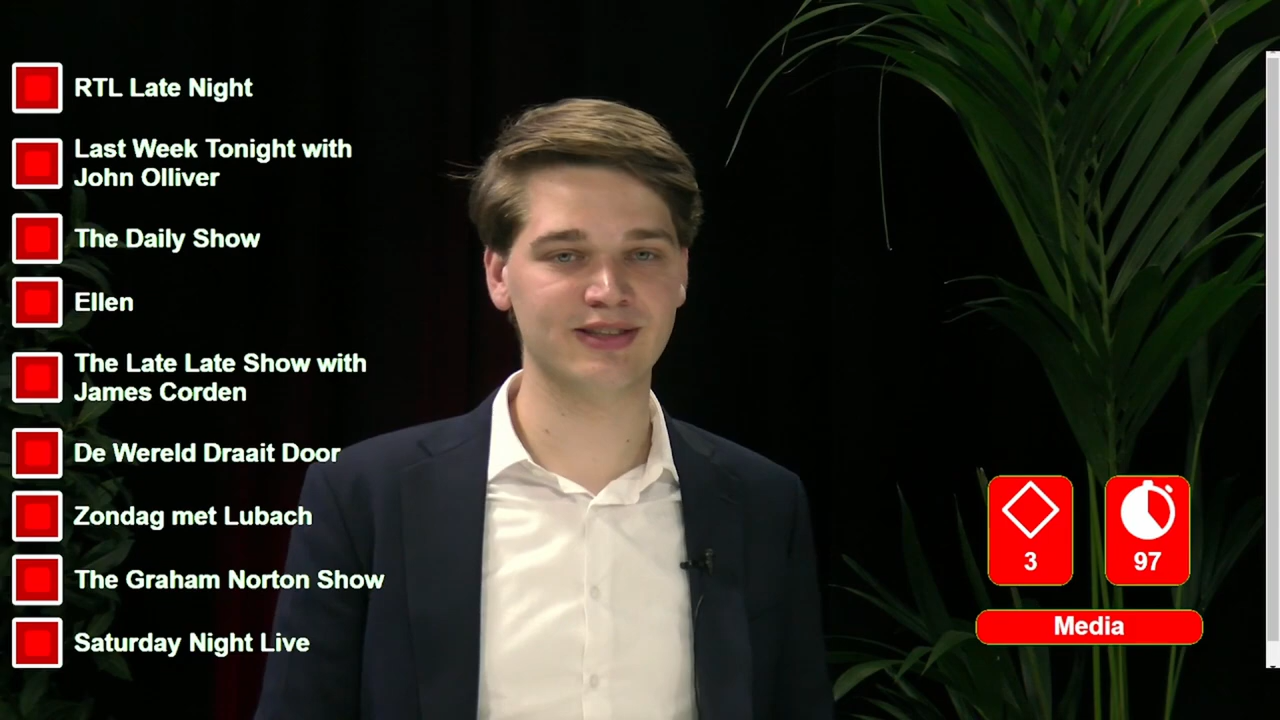 RTL Late Night
Last Week Tonight with
John Olliver
The Daily Show
Ellen
The Late Late Show with
James Corden
De Wereld Draait Door
Zondag met Lubach
The Graham Norton Show
Saturday Night Live
3
97
Media